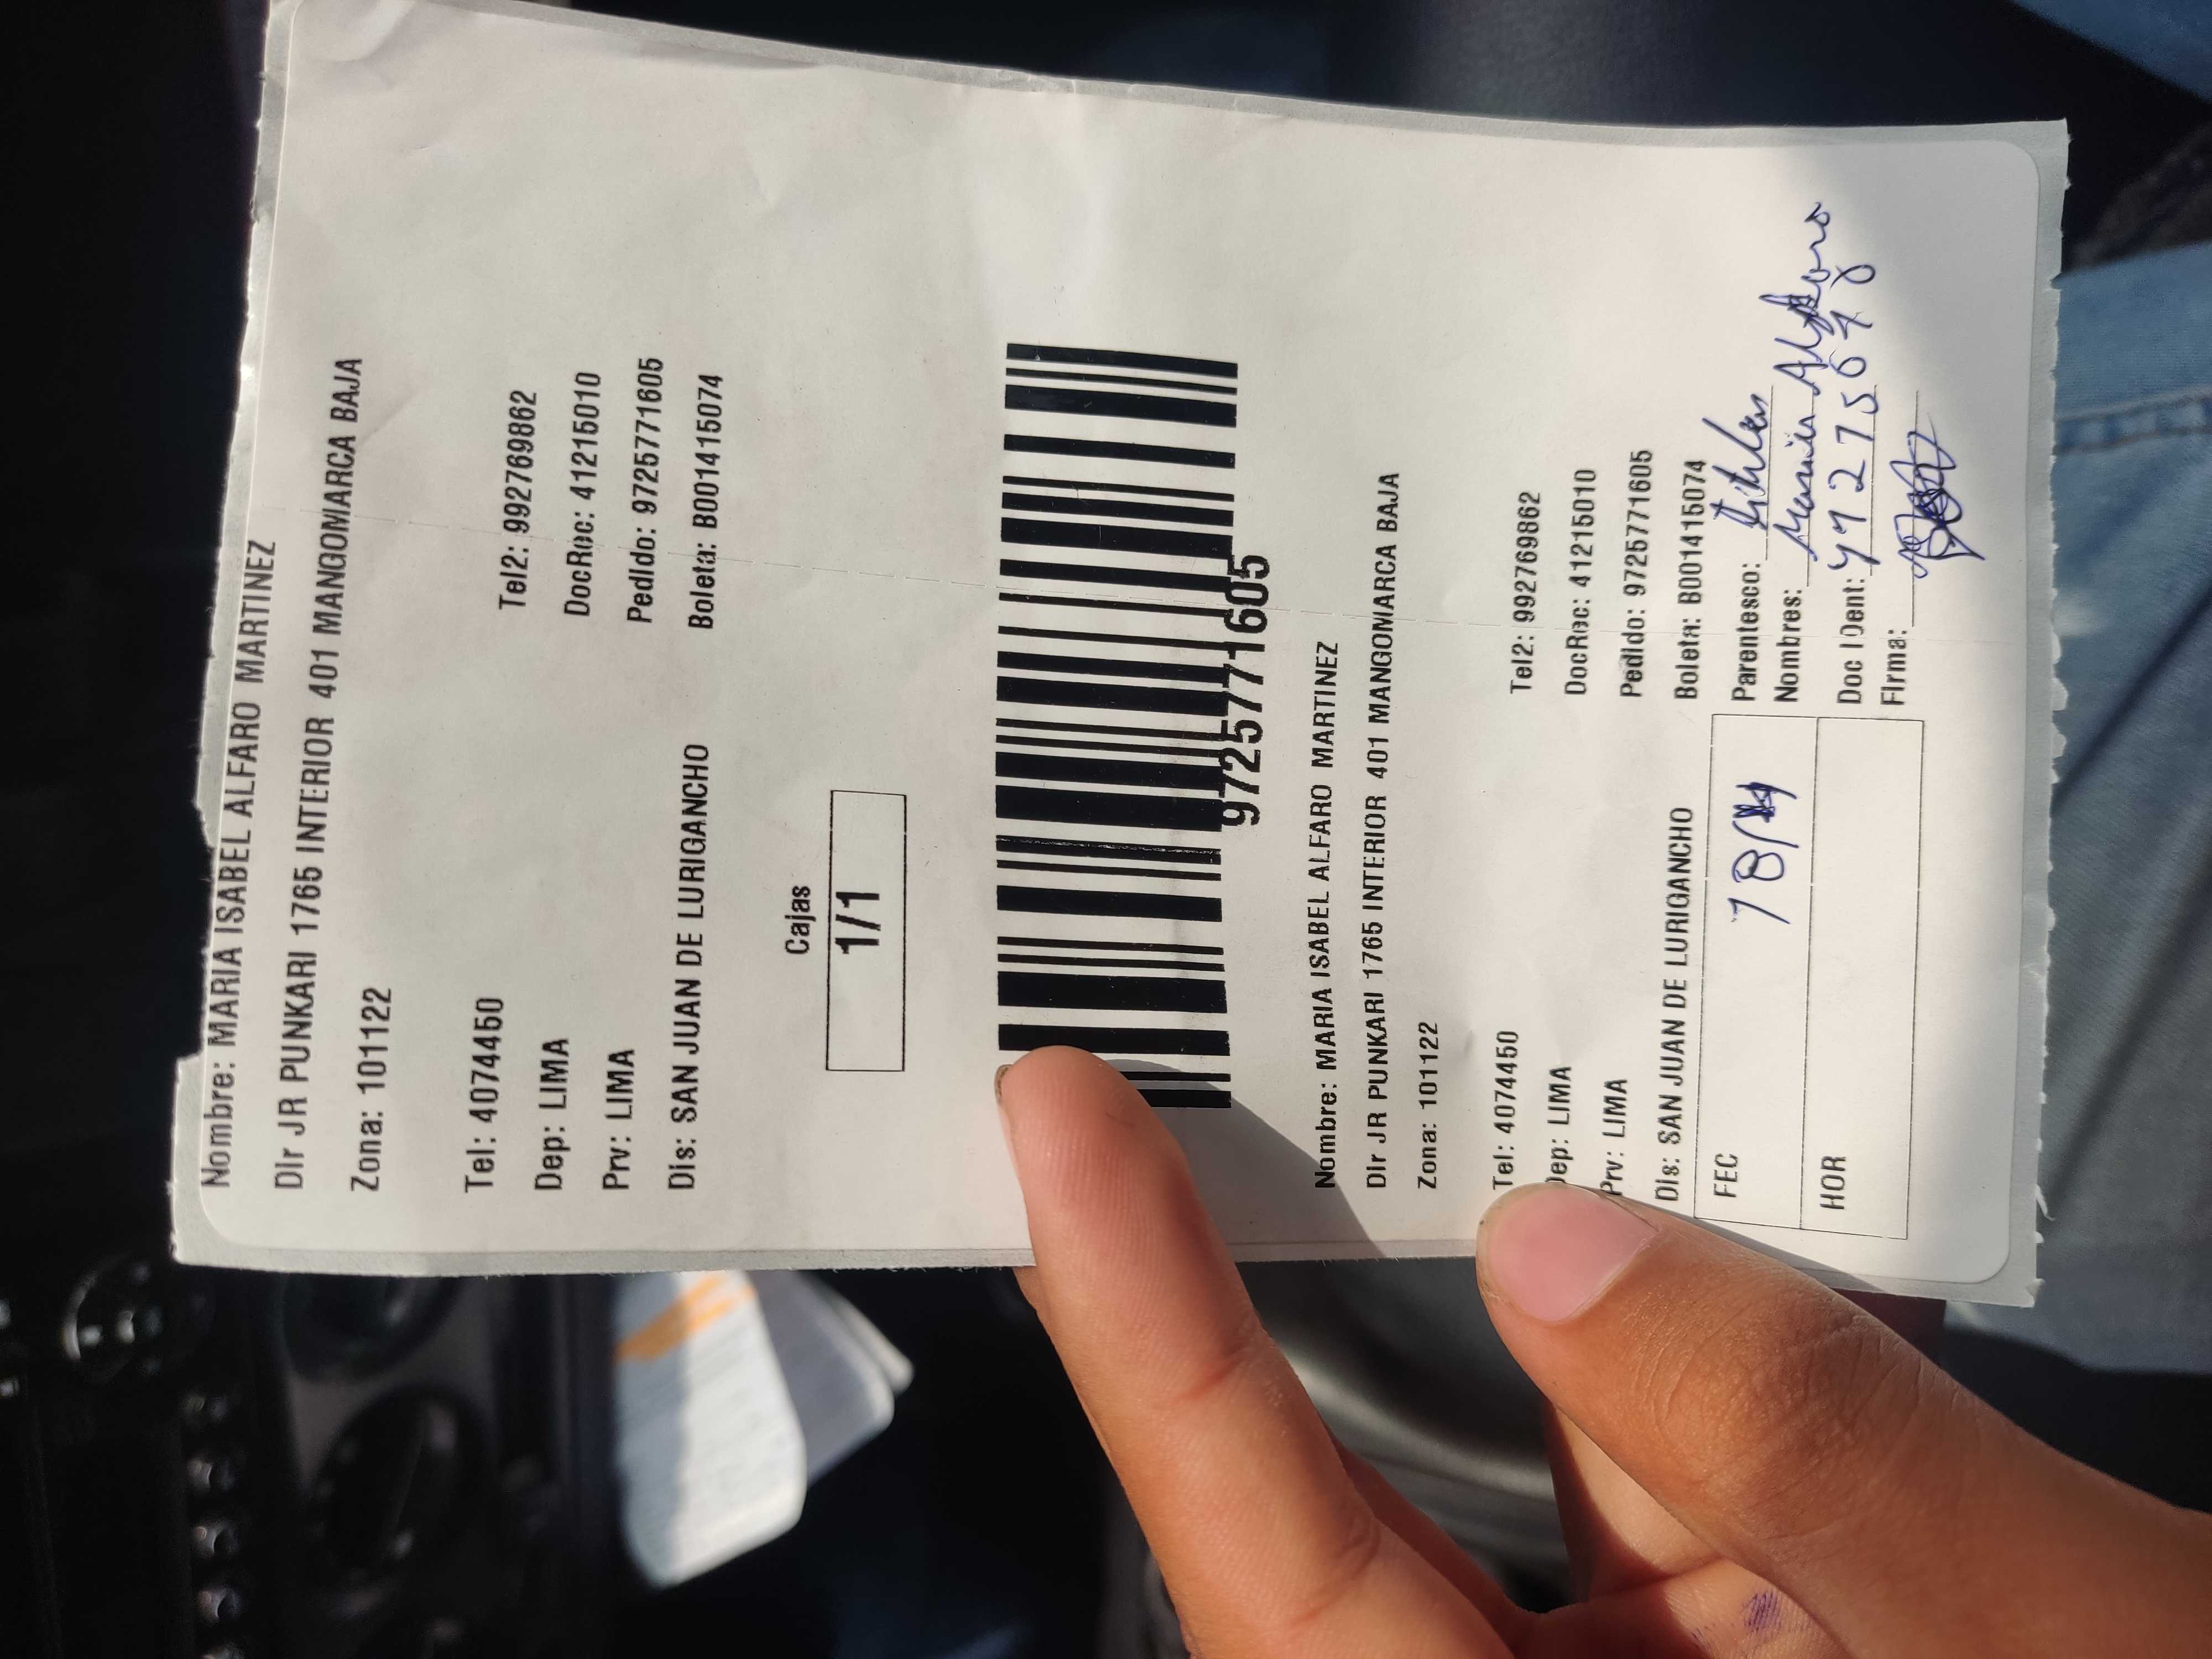 Nombre: MARIA ISABEL ALFARO MARTINEZ
Dir JR PUNKARI 1765 INTERIOR 401 MANGOMARCA BAJA
Zona: 101122
Tel: 4074450 Tel2: 992769862
Dep: LIMA DocRec: 41215010
Prv: LIMA Pedido: 9725771605
Dis: SAN JUAN DE LURIGANCHO Boleta: B001415074
Cajas
1/1
9725771605
Nombre: MARIA ISABEL ALFARO MARTINEZ
Dir JR PUNKARI 1765 INTERIOR 401 MANGOMARCA BAJA
Zona: 101122
Tel: 4074450 Tel2: 992769862
Dep: LIMA DocRec: 41215010
Prv: LIMA Pedido: 9725771605
Dis: SAN JUAN DE LURIGANCHO Boleta: B001415074
FEC Parentesco: titular
Nombres: Maria Alfaro
HOR Doc IDent:
Firma: